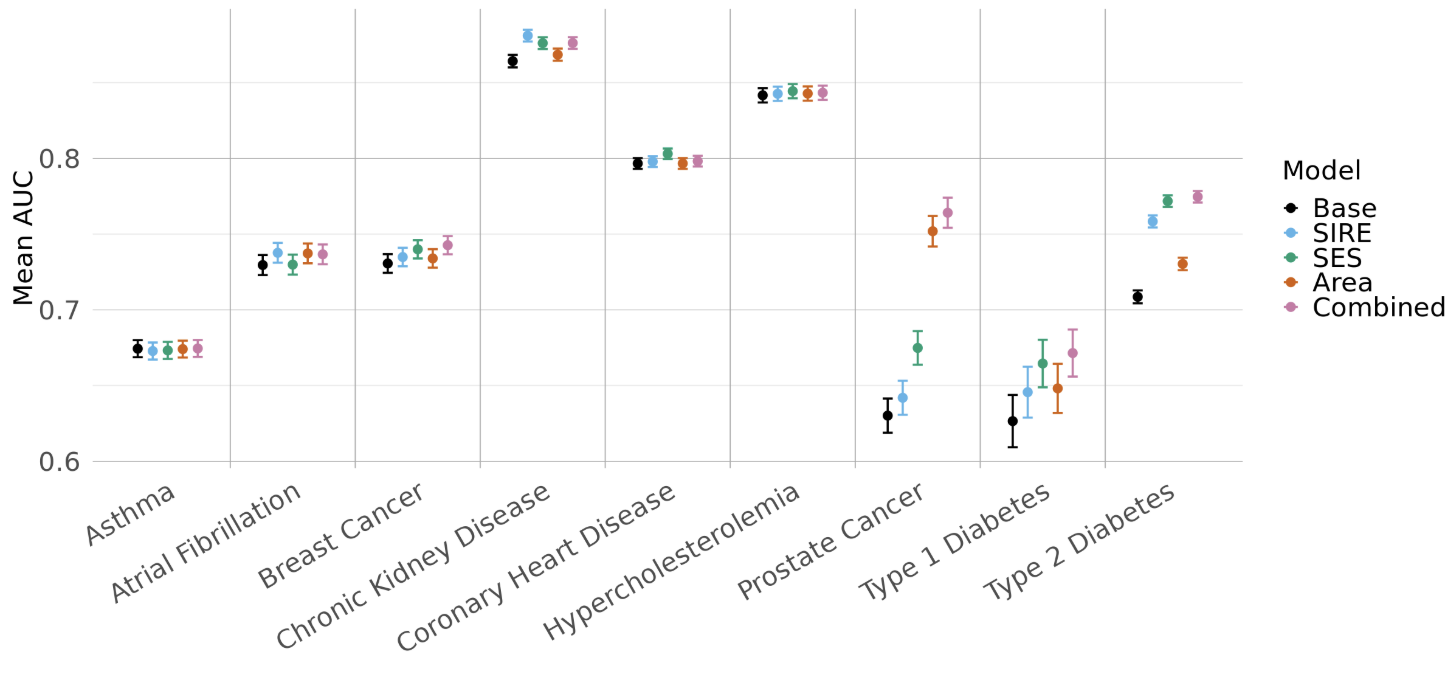 Mean AUC
0.8
0.7
0.6
Asthma
Atrial Fibrillation
Breast Cancer
Chronic Kidney Disease
Coronary Heart Disease
Hypercholesterolemia
Prostate Cancer
Type 1 Diabetes
Type 2 Diabetes
Model
Base
SIRE
SES
Area
Combined